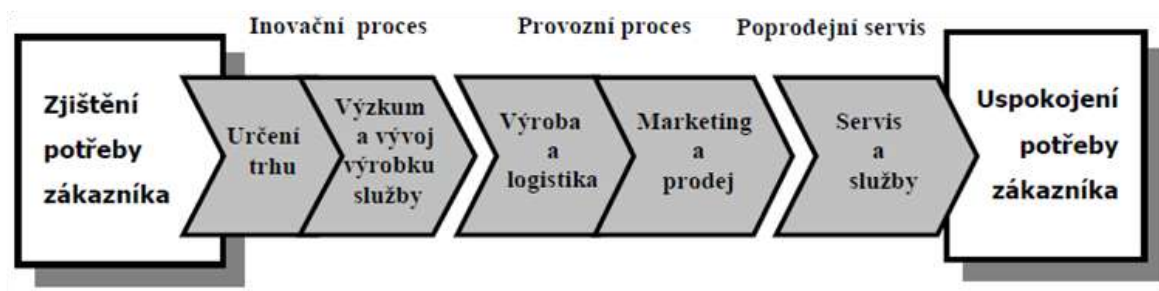 Inovační proces
Provozní proces
Poprodejní servis
Zjištění
potřeby
zákazníka
Určení
trhu
Výzkum
a vývoj
výrobku
služby
Výroba
a
logistika
Marketing
a
prodej
Servis
a
služby
Uspokojení
potřeby
zákazníka